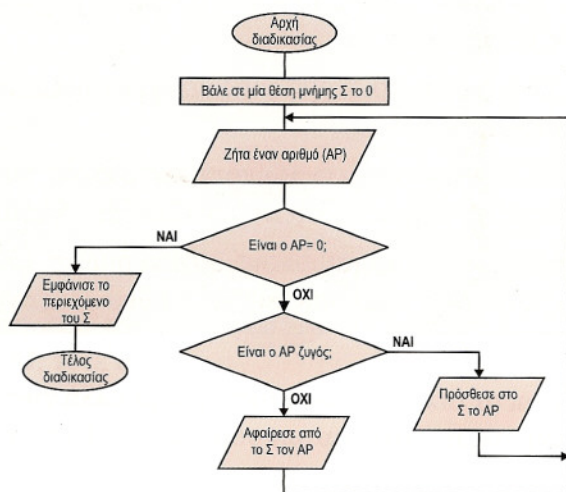 Αρχή
διαδικασίας
Βάλε σε μία θέση μνήμης Σ το 0
Ζήτα έναν αριθμό (ΑΡ)
Είναι ο ΑΡ= 0;
ΝΑΙ
Εμφάνισε το
περιεχόμενο
του Σ
Τέλος
διαδικασίας
ΟΧΙ
Είναι ο ΑΡ ζυγός;
ΝΑΙ
Πρόσθεσε στο
Σ το ΑΡ
ΟΧΙ
Αφαίρεσε από
το Σ τον ΑΡ